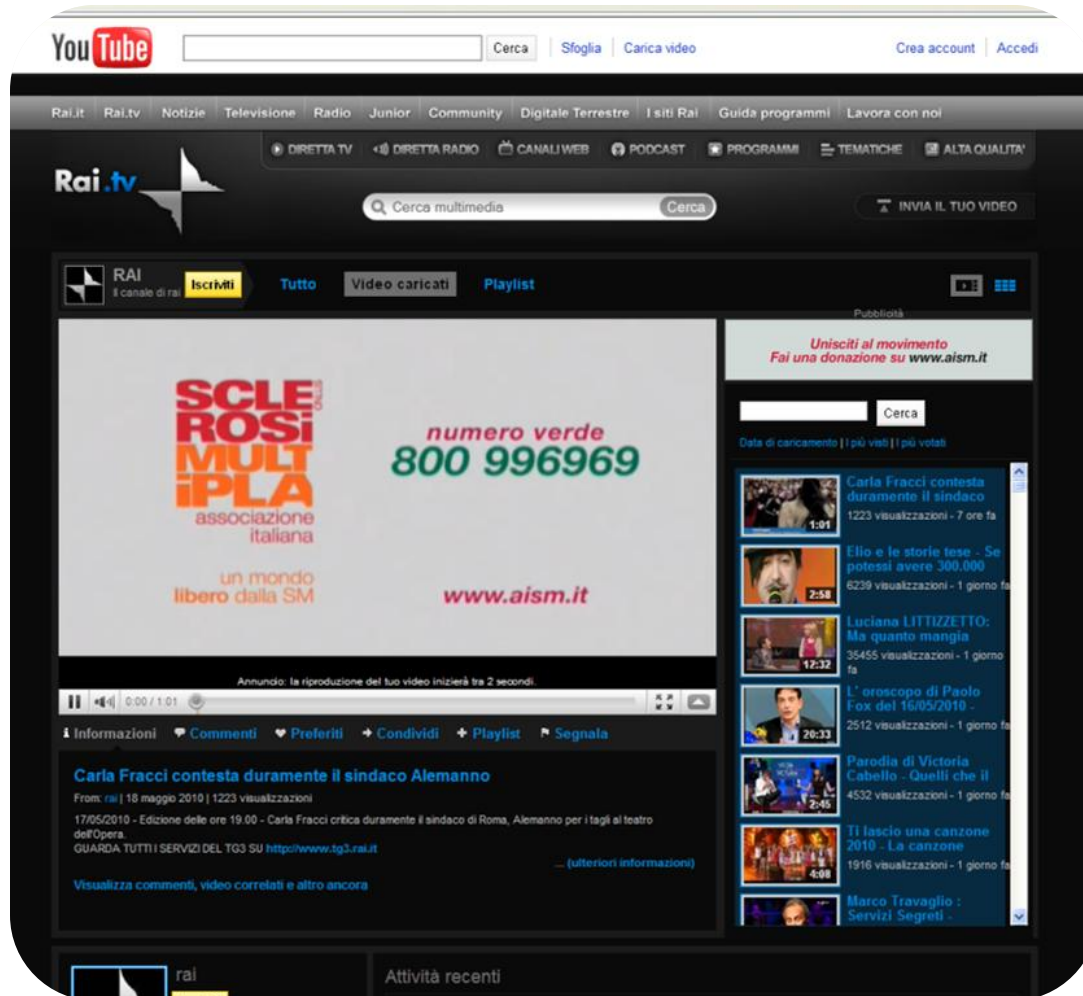 You Tube
Cerca
Sfoglia
Carica video
Crea account
Accedi
Rai.it Rai.tv Notizie Televisione Radio Junior Community Digitale Terrestre I siti Rai Guida programmi Lavora con noi
DIRETTA TV DIRETTA RADIO CANALI WEB PODCAST PROGRAMMI TEMATICHE ALTA QUALITA'
Rai.tv
Cerca multimedia
Cerca
INVIA IL TUO VIDEO
RAI
Il canale di rai
Iscriviti
Tutto
Video caricati
Playlist
Pubblicità
SCLE
ROSI
MULT
iPLA
associazione
italiana
un mondo
libero dalla SM
numero verde
800 996969
www.aism.it
Annuncio: la riproduzione del tuo video inizierà tra 2 secondi.
0:00 / 1:01
Informazioni Commenti Preferiti Condividi Playlist Segnala
Carla Fracci contesta duramente il sindaco Alemanno
From: rai | 18 maggio 2010 | 1223 visualizzazioni
17/05/2010 - Edizione delle ore 19.00 - Carla Fracci critica duramente il sindaco di Roma, Alemanno per i tagli al teatro
dell'Opera.
GUARDA TUTTI I SERVIZI DEL TG3 SU http://www.tg3.rai.it
... (ulteriori informazioni)
Visualizza commenti, video correlati e altro ancora
Unisciti al movimento
Fai una donazione su www.aism.it
Cerca
Data di caricamento | I più visti | I più votati
Carla Fracci contesta
duramente il sindaco
1223 visualizzazioni - 7 ore fa
1:01
Elio e le storie tese - Se
potessi avere 300.000
6239 visualizzazioni - 1 giorno fa
2:58
Luciana LITTIZZETTO:
Ma quanto mangia
35455 visualizzazioni - 1 giorno
fa
12:32
L' oroscopo di Paolo
Fox del 16/05/2010 -
2512 visualizzazioni - 1 giorno fa
20:33
Parodia di Victoria
Cabello - Quelli che il
4532 visualizzazioni - 1 giorno fa
2:45
Ti lascio una canzone
2010 - La canzone
1916 visualizzazioni - 1 giorno fa
4:08
Marco Travaglio :
Servizi Segreti -
rai
Attività recenti